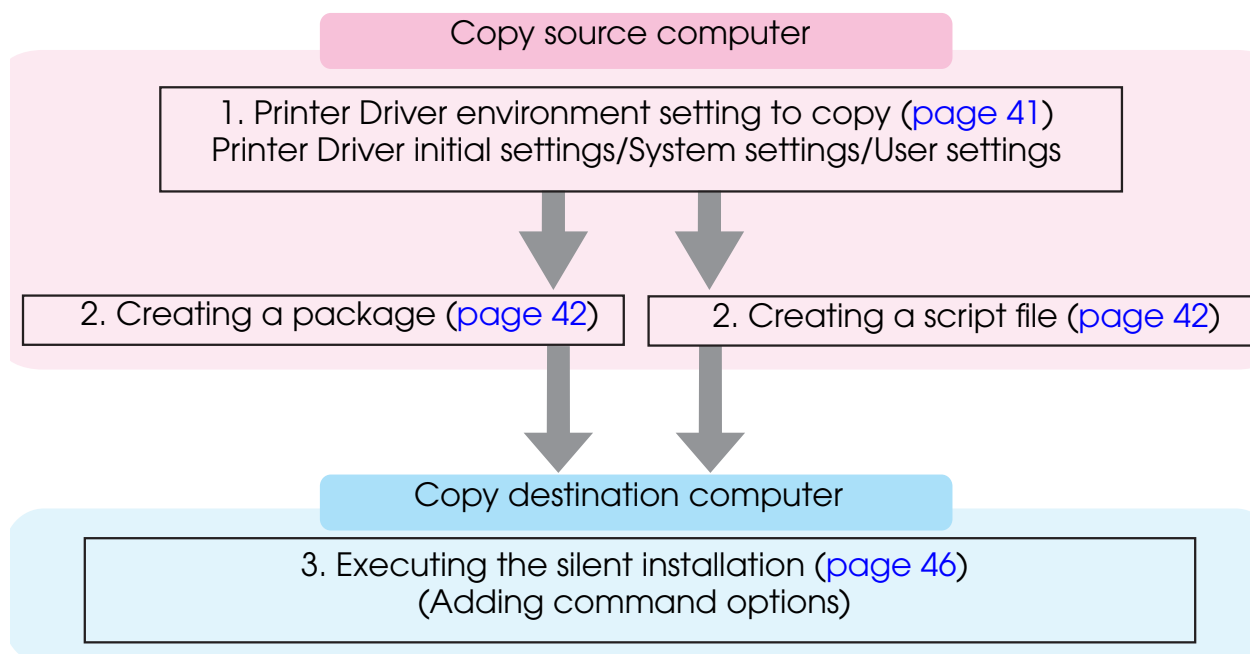 Copy source computer
1. Printer Driver environment setting to copy (page 41)
Printer Driver initial settings/System settings/User settings
2. Creating a package (page 42)
2. Creating a script file (page 42)
Copy destination computer
3. Executing the silent installation (page 46)
(Adding command options)